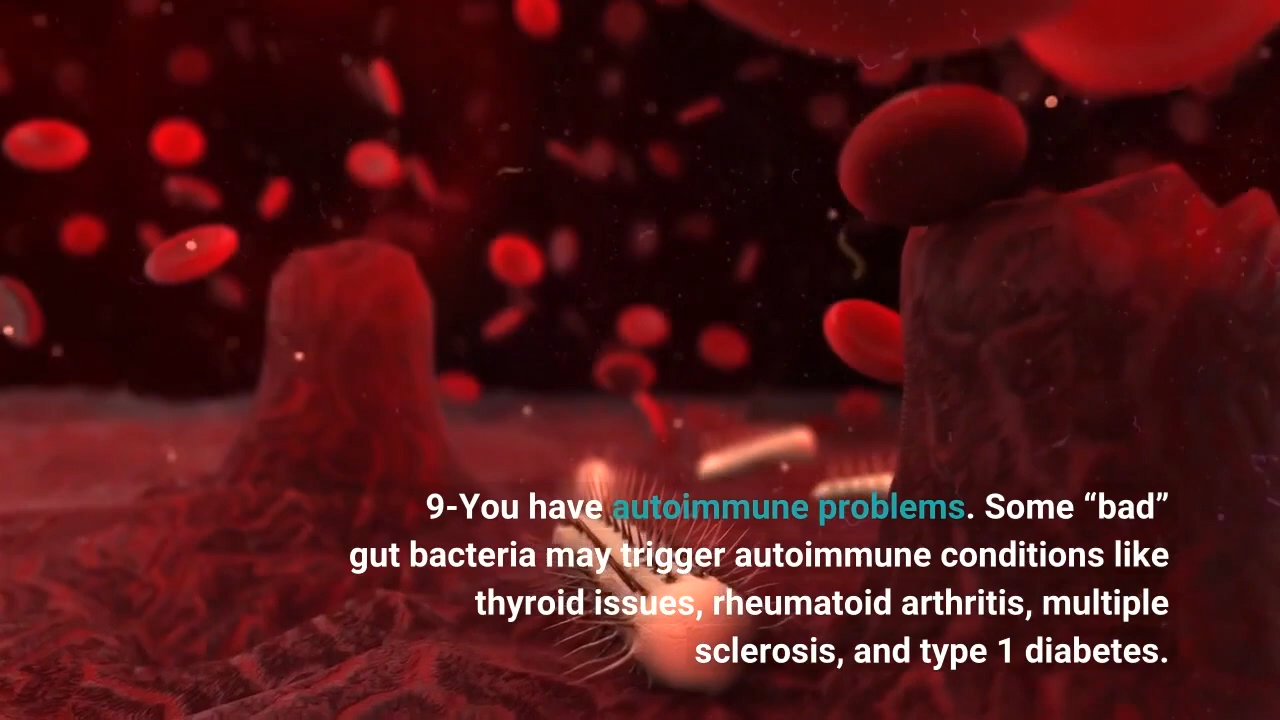 9-You have autoimmune problems. Some “bad”
gut bacteria may trigger autoimmune conditions like
thyroid issues, rheumatoid arthritis, multiple
sclerosis, and type 1 diabetes.